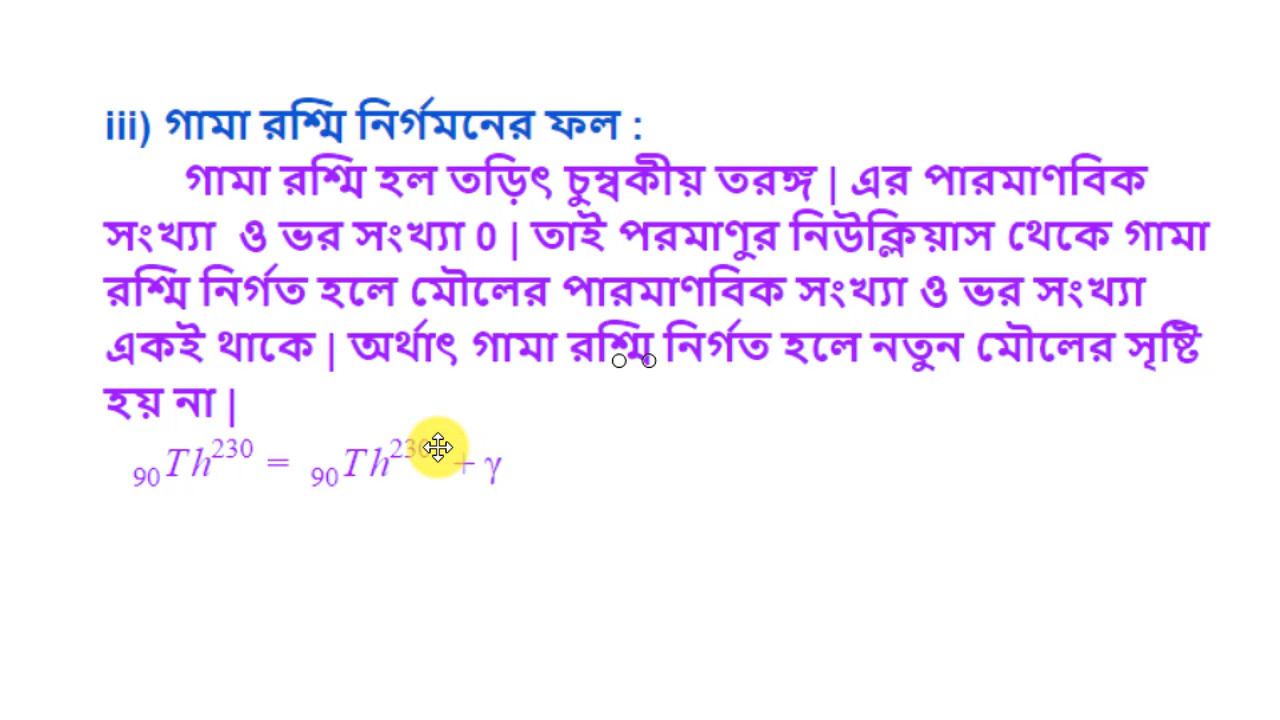 iii) গামা রশ্মি নির্গমনের ফল :
গামা রশ্মি হল তড়িৎ চুম্বকীয় তরঙ্গ | এর পারমাণবিক
সংখ্যা ও ভর সংখ্যা 0 | তাই পরমাণুর নিউক্লিয়াস থেকে গামা
রশ্মি নির্গত হলে মৌলের পারমাণবিক সংখ্যা ও ভর সংখ্যা
একই থাকে | অর্থাৎ গামা রশ্মি নির্গত হলে নতুন মৌলের সৃষ্টি
হয় না |
₉₀Th²³⁰ = ₉₀Th²³⁰ + γ